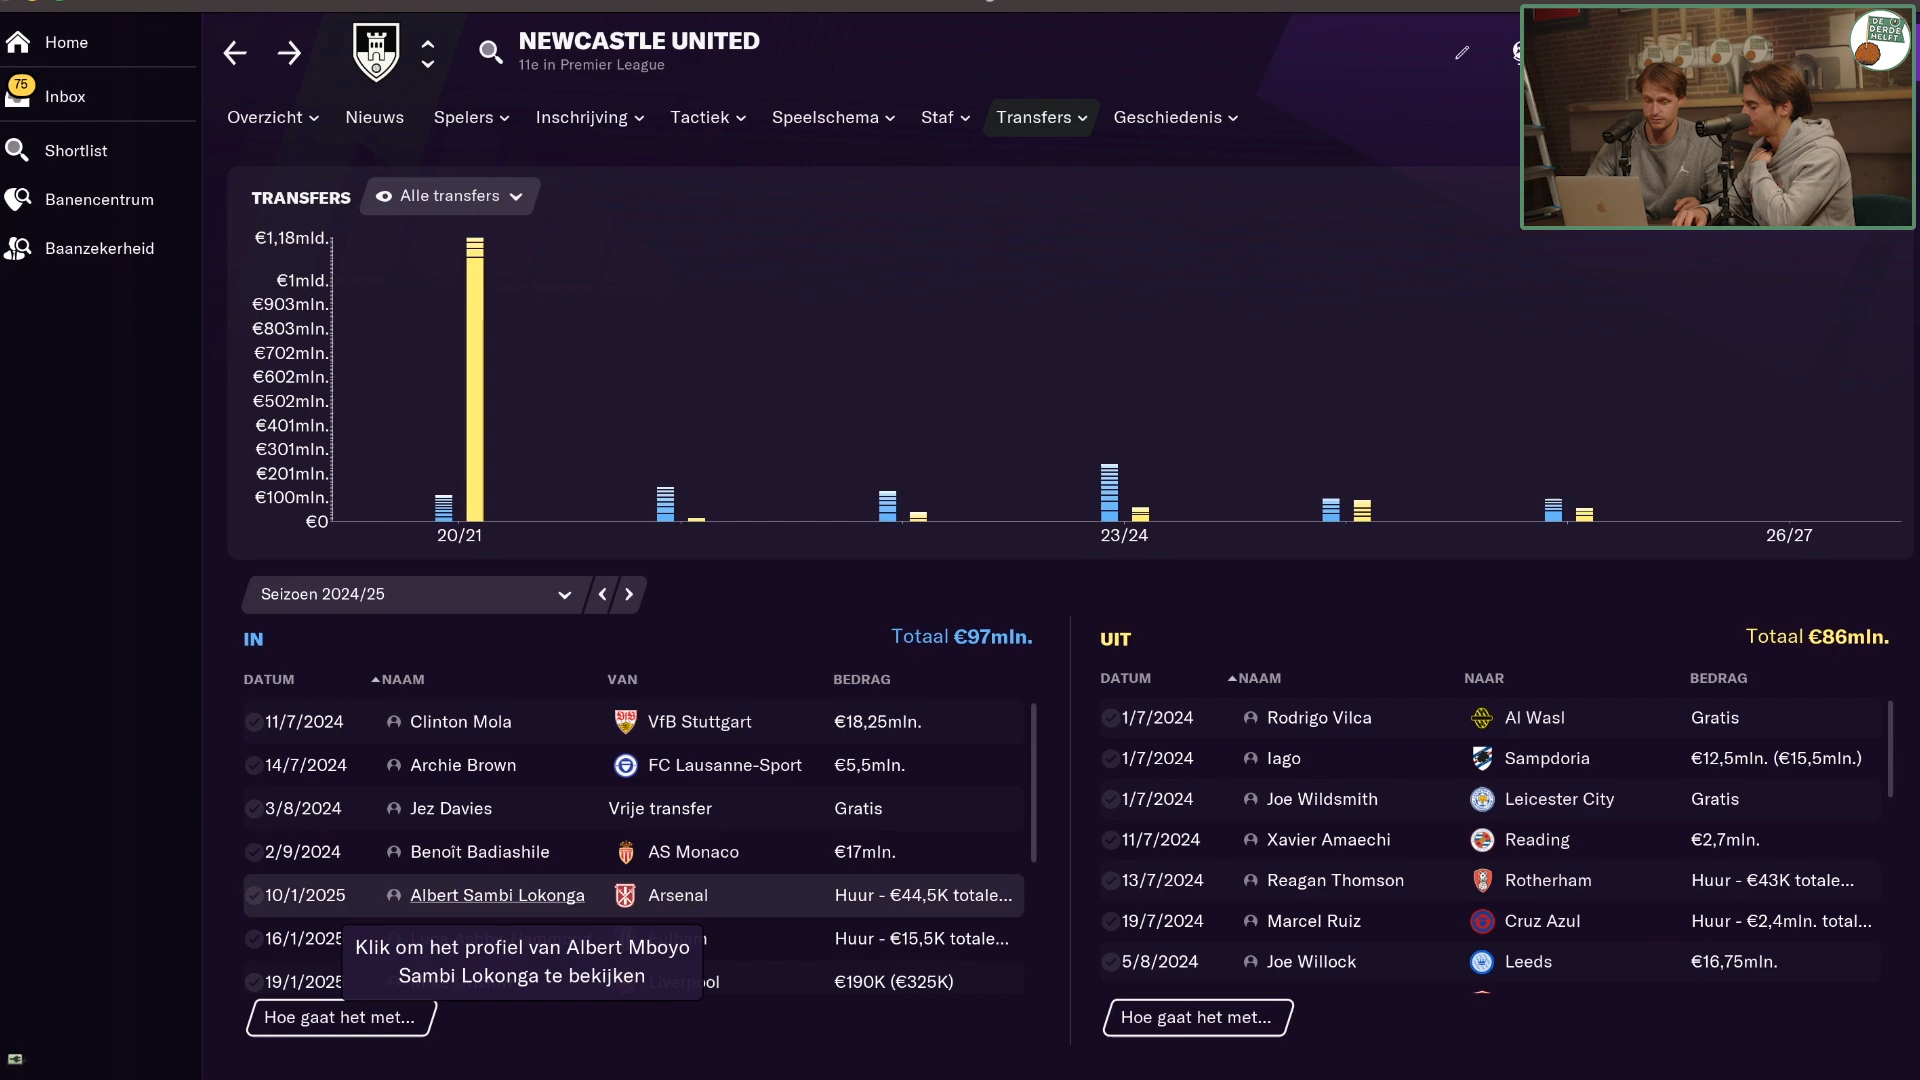 Home
75
Inbox
Shortlist
Banencentrum
Baanzekerheid
NEWCASTLE UNITED
11e in Premier League
DE DERDE HELFT
Overzicht
Nieuws
Spelers
Inschrijving
Tactiek
Speelschema
Staf
Transfers
Geschiedenis
TRANSFERS
Alle transfers
€1,18mld.
€1mld.
€903mln.
€803mln.
€702mln.
€602mln.
€502mln.
€401mln.
€301mln.
€201mln.
€100mln.
€0
20/21
23/24
26/27
Seizoen 2024/25
IN
Totaal €97mln.
DATUM NAAM VAN BEDRAG
11/7/2024 Clinton Mola VfB Stuttgart €18,25mln.
14/7/2024 Archie Brown FC Lausanne-Sport €5,5mln.
3/8/2024 Jez Davies Vrije transfer Gratis
2/9/2024 Benoît Badiashile AS Monaco €17mln.
10/1/2025 Albert Sambi Lokonga Arsenal Huur - €44,5K totale...
16/1/2025 Huur - €15,5K totale...
19/1/2025 Liverpool €190K (€325K)
Klik om het profiel van Albert Mboyo
Sambi Lokonga te bekijken
Hoe gaat het met...
UIT
Totaal €86mln.
DATUM NAAM NAAR BEDRAG
1/7/2024 Rodrigo Vilca Al Wasl Gratis
1/7/2024 Iago Sampdoria €12,5mln. (€15,5mln.)
1/7/2024 Joe Wildsmith Leicester City Gratis
11/7/2024 Xavier Amaechi Reading €2,7mln.
13/7/2024 Reagan Thomson Rotherham Huur - €43K totale...
19/7/2024 Marcel Ruiz Cruz Azul Huur - €2,4mln. total...
5/8/2024 Joe Willock Leeds €16,75mln.
Hoe gaat het met...